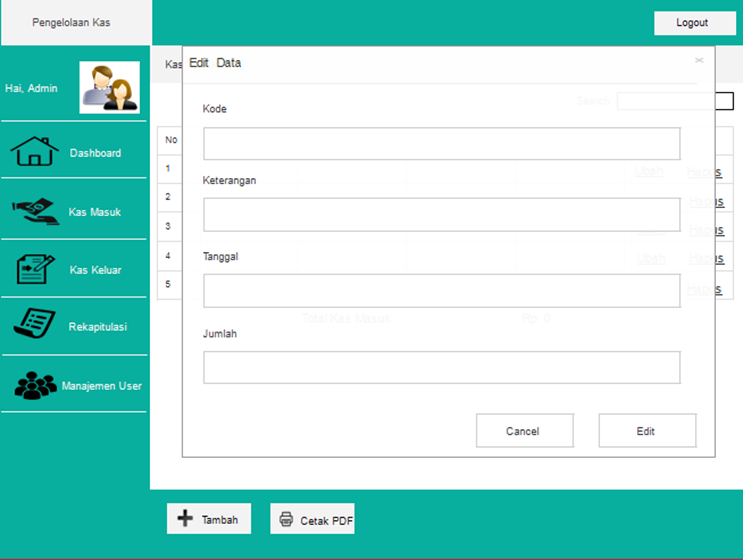 Pengelolaan Kas
Logout
Hai, Admin
Kas
Edit Data
×
Search
Kode
No
Dashboard
1
Ubah Hapus
Keterangan
2
Hapus
Kas Masuk
3
Hapus
Tanggal
4
Ubah Hapus
Kas Keluar
5
Hapus
Total Kas Masuk Rp. 0
Rekapitulasi
Jumlah
Manajemen User
Cancel
Edit
Tambah
Cetak PDF